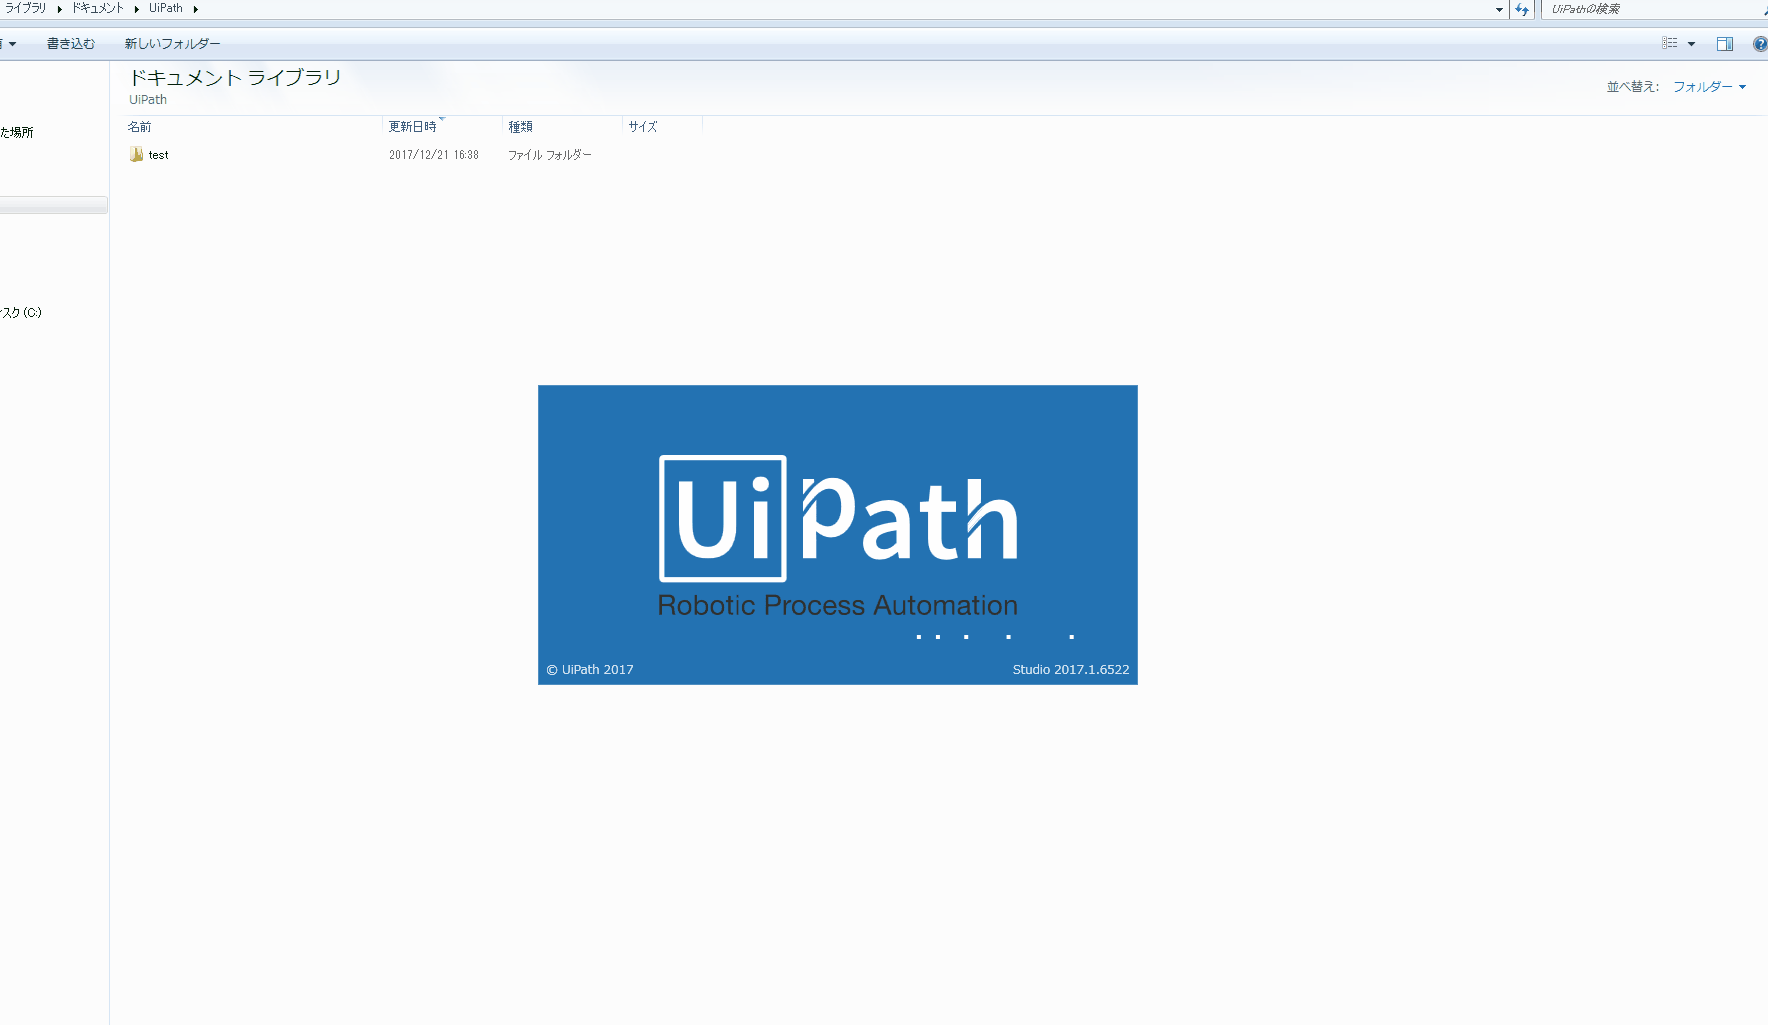 ライブラリ ▸ ドキュメント ▸ UiPath ▸
UiPathの検索
書き込む 新しいフォルダー
ドキュメント ライブラリ
UiPath
並べ替え: フォルダー
名前 更新日時 種類 サイズ
test 2017/12/21 16:38 ファイル フォルダー
た場所
スク (C:)
UiPath
Robotic Process Automation
© UiPath 2017
Studio 2017.1.6522